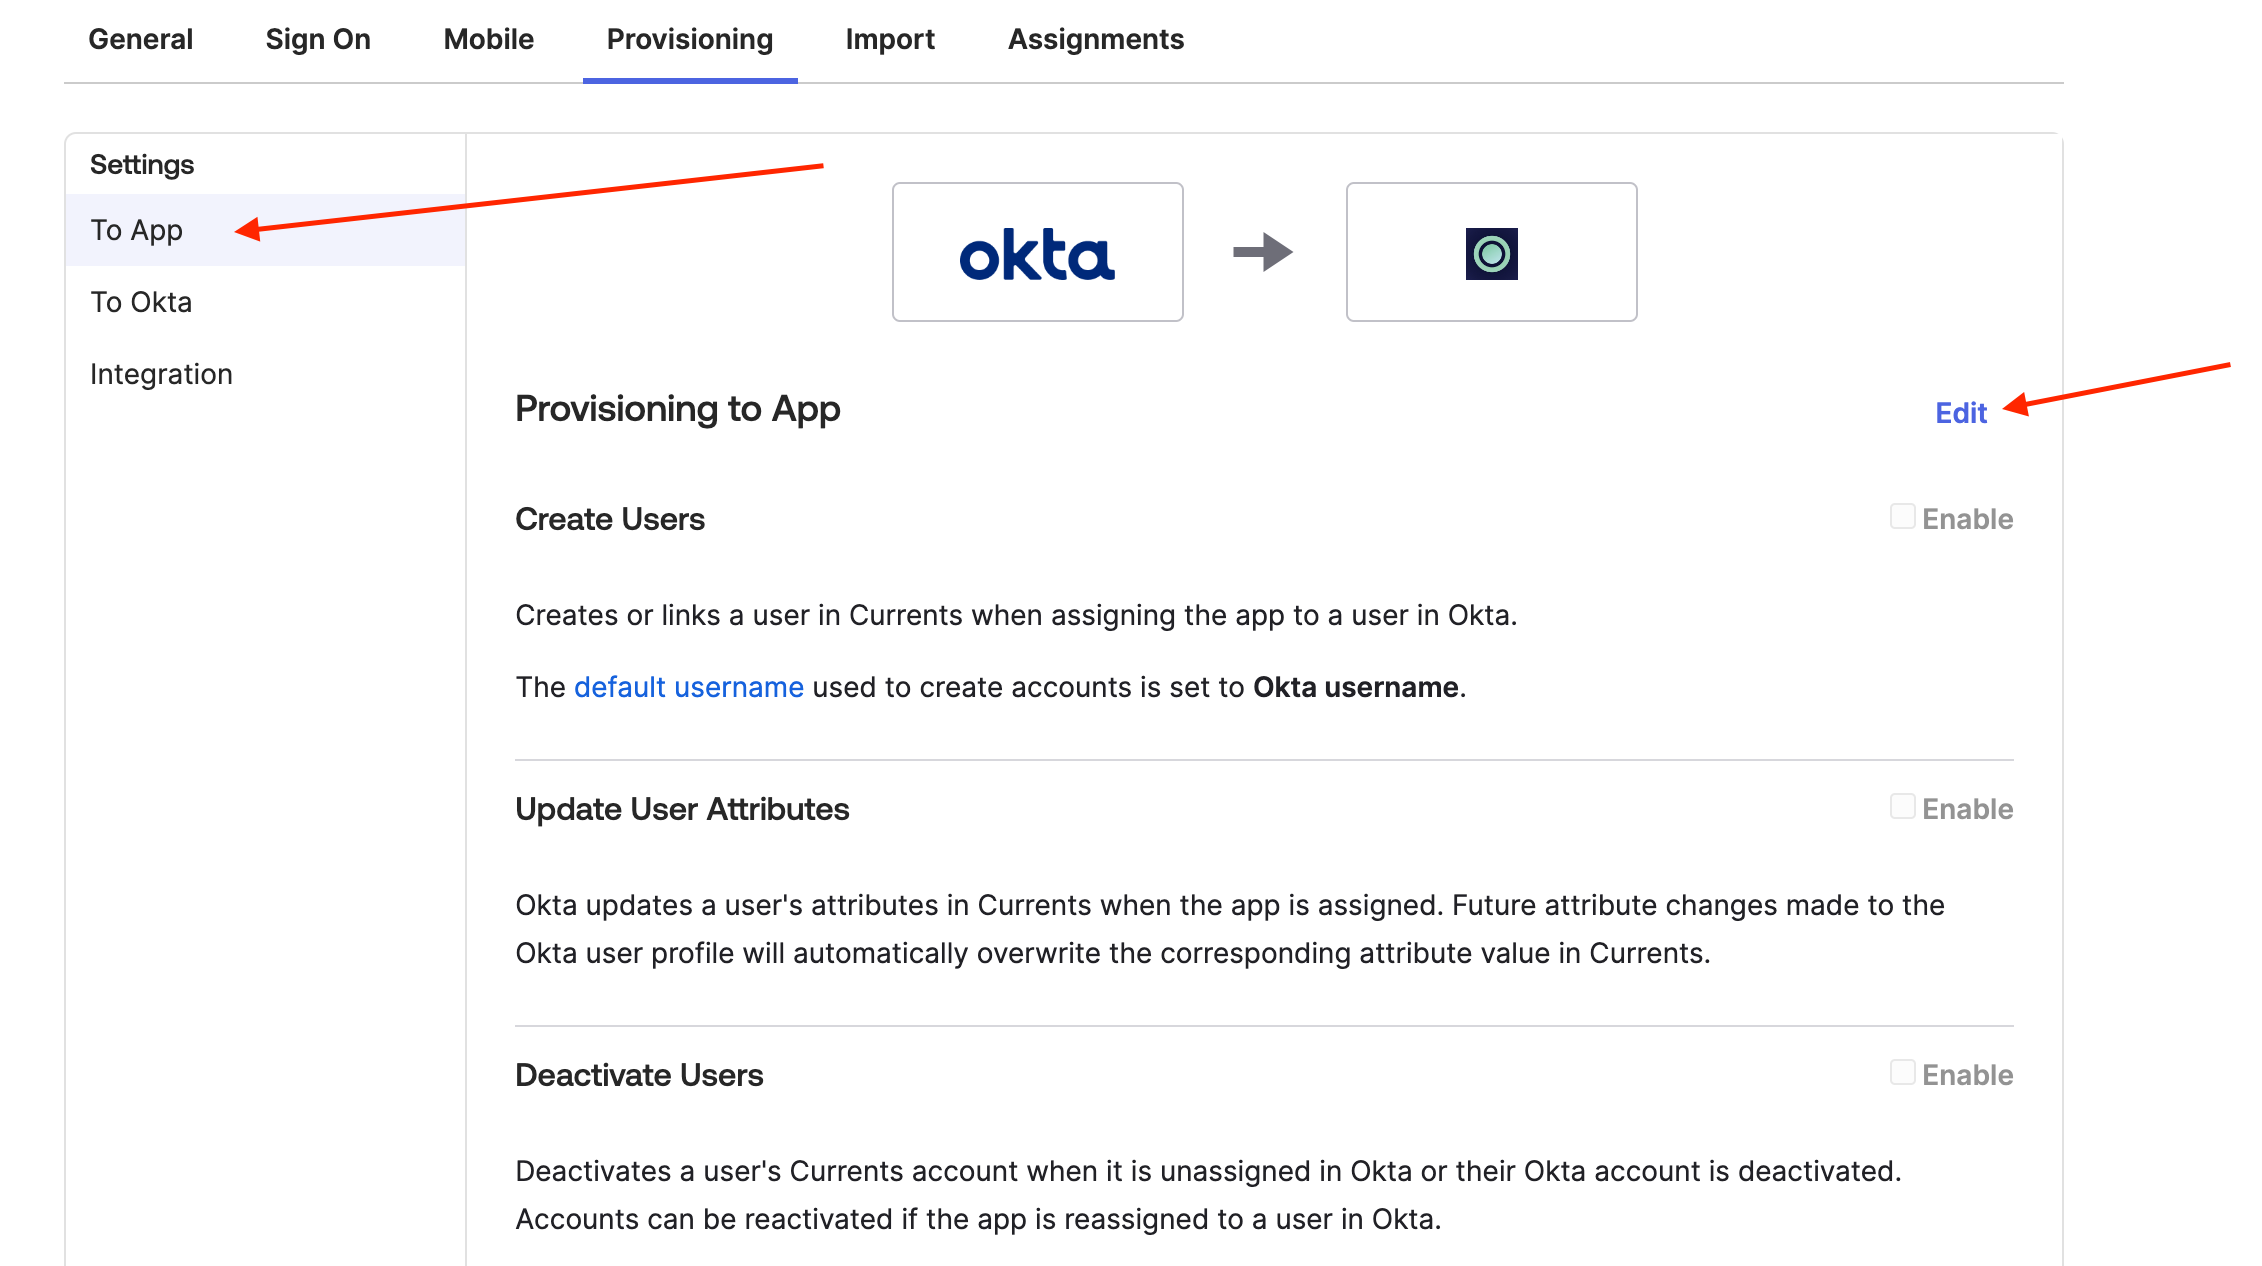 General Sign On Mobile Provisioning Import Assignments
Settings
To App
To Okta
Integration
okta
Provisioning to App
Edit
Create Users
Enable
Creates or links a user in Currents when assigning the app to a user in Okta.
The default username used to create accounts is set to Okta username.
Update User Attributes
Enable
Okta updates a user's attributes in Currents when the app is assigned. Future attribute changes made to the
Okta user profile will automatically overwrite the corresponding attribute value in Currents.
Deactivate Users
Enable
Deactivates a user's Currents account when it is unassigned in Okta or their Okta account is deactivated.
Accounts can be reactivated if the app is reassigned to a user in Okta.